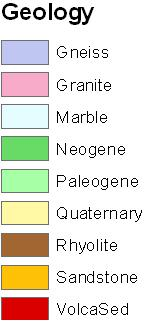 Geology
Gneiss
Granite
Marble
Neogene
Paleogene
Quaternary
Rhyolite
Sandstone
VolcaSed